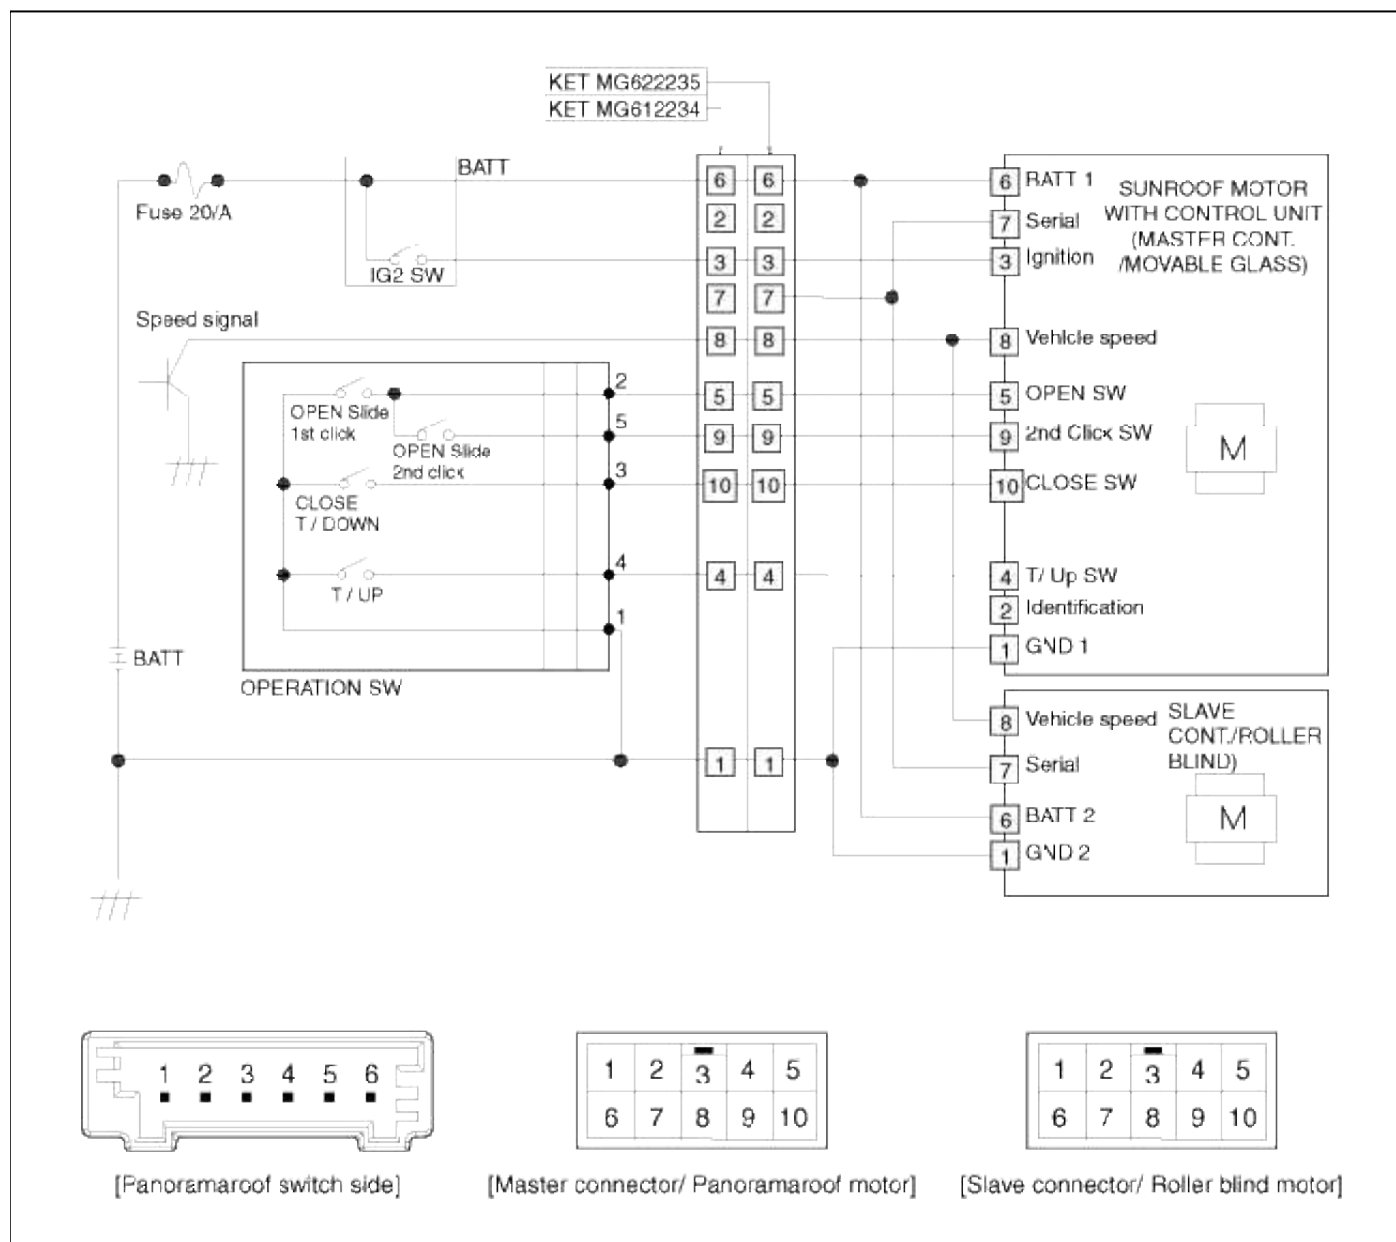 KET MG622235
KET MG612234
BATT
Fuse 20/A
IG2 SW
Speed signal
OPEN Slide
1st click
OPEN Slide
2nd click
CLOSE
T / DOWN
T / UP
2
5
3
4
1
BATT
OPERATION SW
6 6
2 2
3 3
7 7
8 8
5 5
9 9
10 10
4 4
1 1
6 BATT 1
7 Serial
3 Ignition
8 Vehicle speed
5 OPEN SW
9 2nd Click SW
10 CLOSE SW
4 T/ Up SW
2 Identification
1 GND 1
SUNROOF MOTOR
WITH CONTROL UNIT
(MASTER CONT.
/MOVABLE GLASS)
M
8 Vehicle speed
7 Serial
6 BATT 2
1 GND 2
SLAVE
CONT./ROLLER
BLIND)
M
1 2 3 4 5 6
[Panoramaroof switch side]
1 2 3 4 5
6 7 8 9 10
[Master connector/ Panoramaroof motor]
1 2 3 4 5
6 7 8 9 10
[Slave connector/ Roller blind motor]